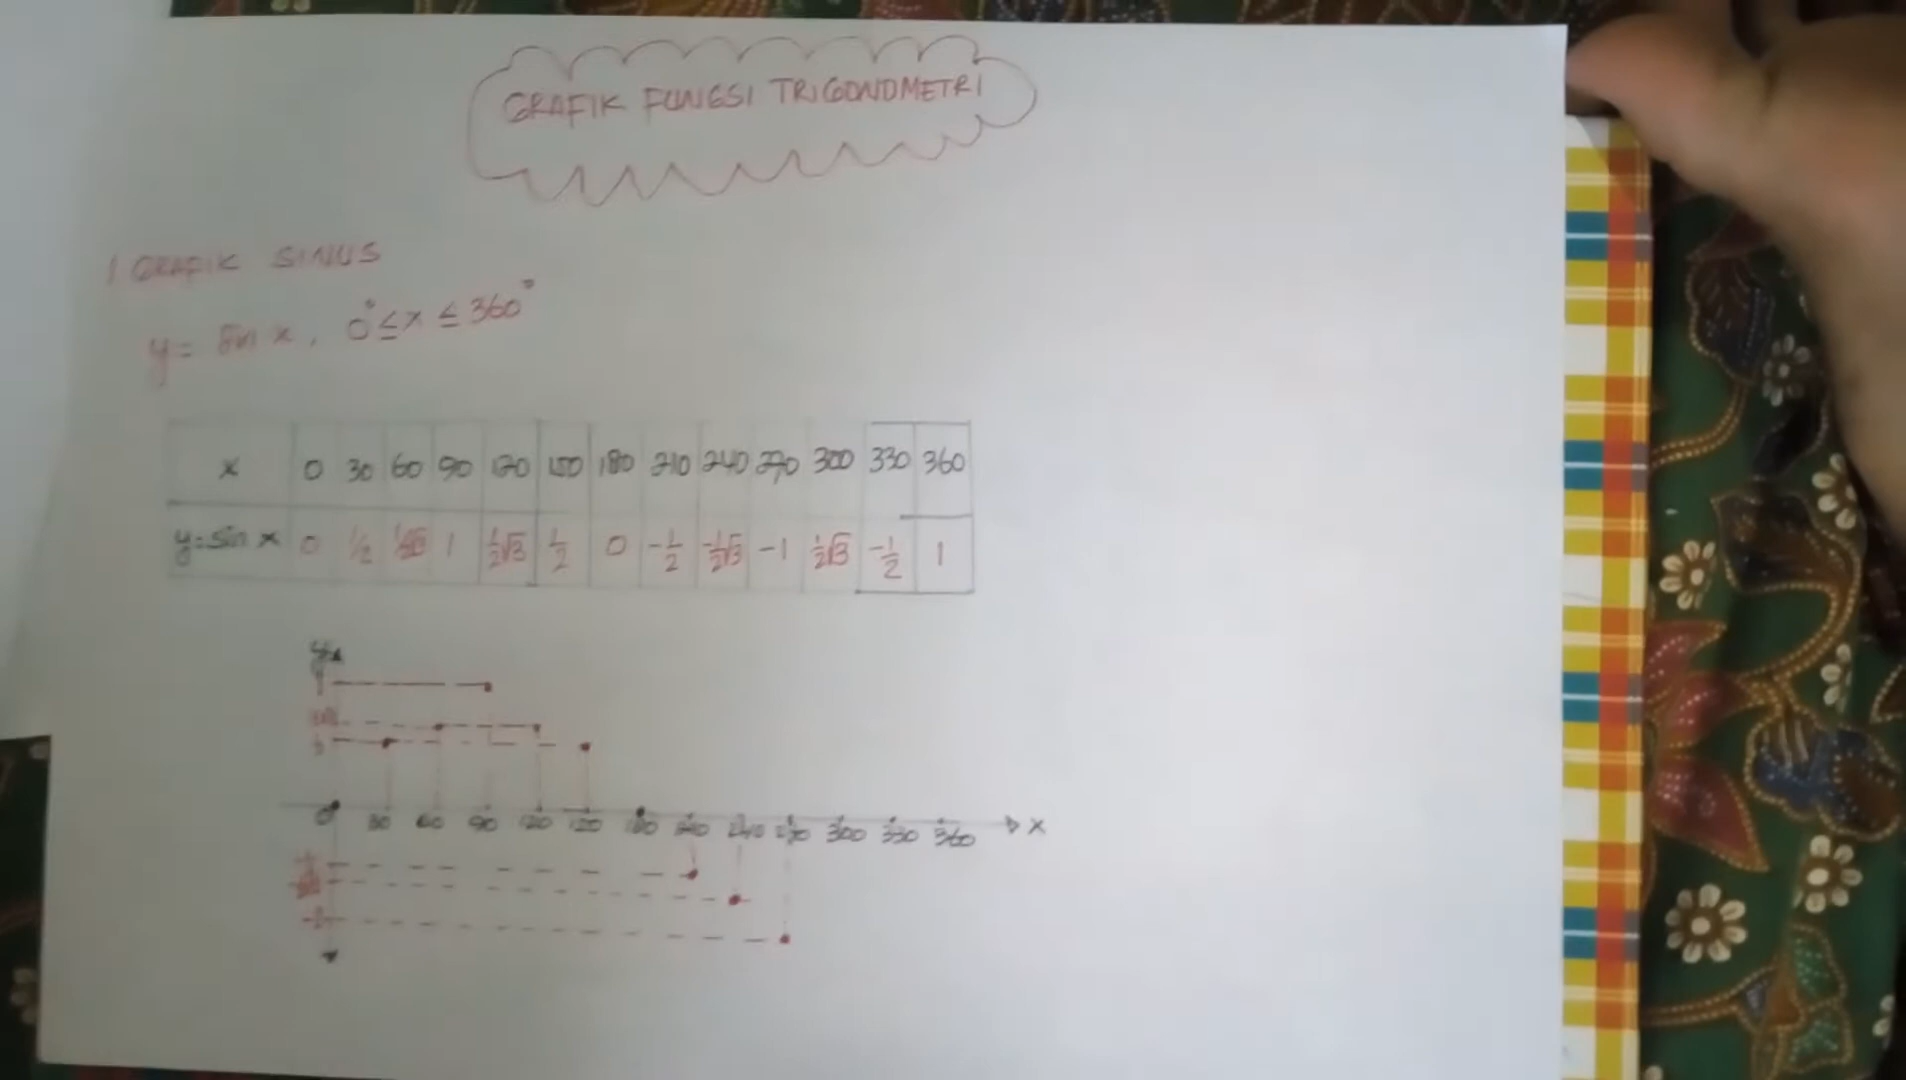 GRAFIK FUNGSI TRIGONOMETRI
1 GRAFIK SINUS
y = sin x, 0° ≤ x ≤ 360°
x 0 30 60 90 120 150 180 210 240 270 300 330 360
y=sin x 0 1/2 1/2√3 1 1/2√3 1/2 0 -1/2 -1/2√3 -1 1/2√3 -1/2 1
y
1
0 30 60 90 120 150 180 210 240 270 300 330 360 x